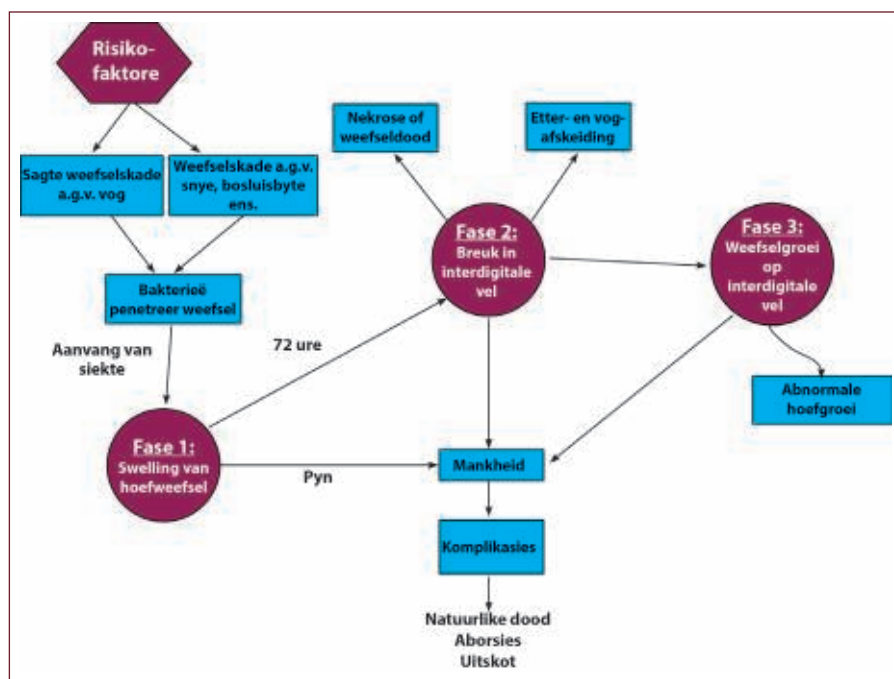 Risiko-
faktore
Sagte weefselskade
a.g.v. vog
Weefselskade a.g.v.
snye, bosluisbyte
ens.
Bakterieë
penetreer weefsel
Aanvang van
siekte
Fase 1:
Swelling van
hoefweefsel
72 ure
Pyn
Nekrose of
weefseldood
Etter- en vog-
afskeiding
Fase 2:
Breuk in
interdigitale
vel
Fase 3:
Weefselgroei
op
interdigitale
vel
Abnormale
hoefgroei
Mankheid
Komplikasies
Natuurlike dood
Aborsies
Uitskot